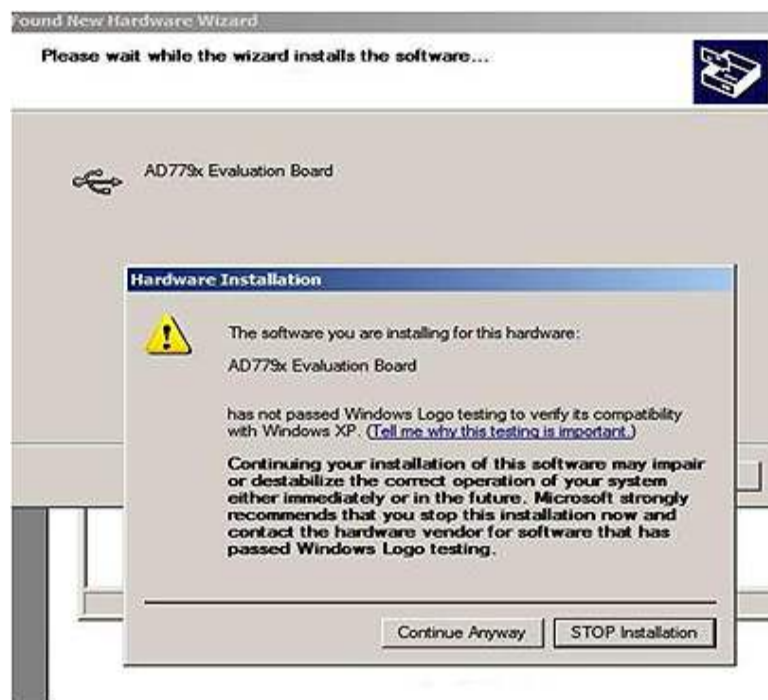 Found New Hardware Wizard
Please wait while the wizard installs the software...
AD779x Evaluation Board
Hardware Installation
The software you are installing for this hardware:
AD779x Evaluation Board
has not passed Windows Logo testing to verify its compatibility
with Windows XP. (Tell me why this testing is important.)
Continuing your installation of this software may impair
or destabilize the correct operation of your system
either immediately or in the future. Microsoft strongly
recommends that you stop this installation now and
contact the hardware vendor for software that has
passed Windows Logo testing.
Continue Anyway
STOP Installation